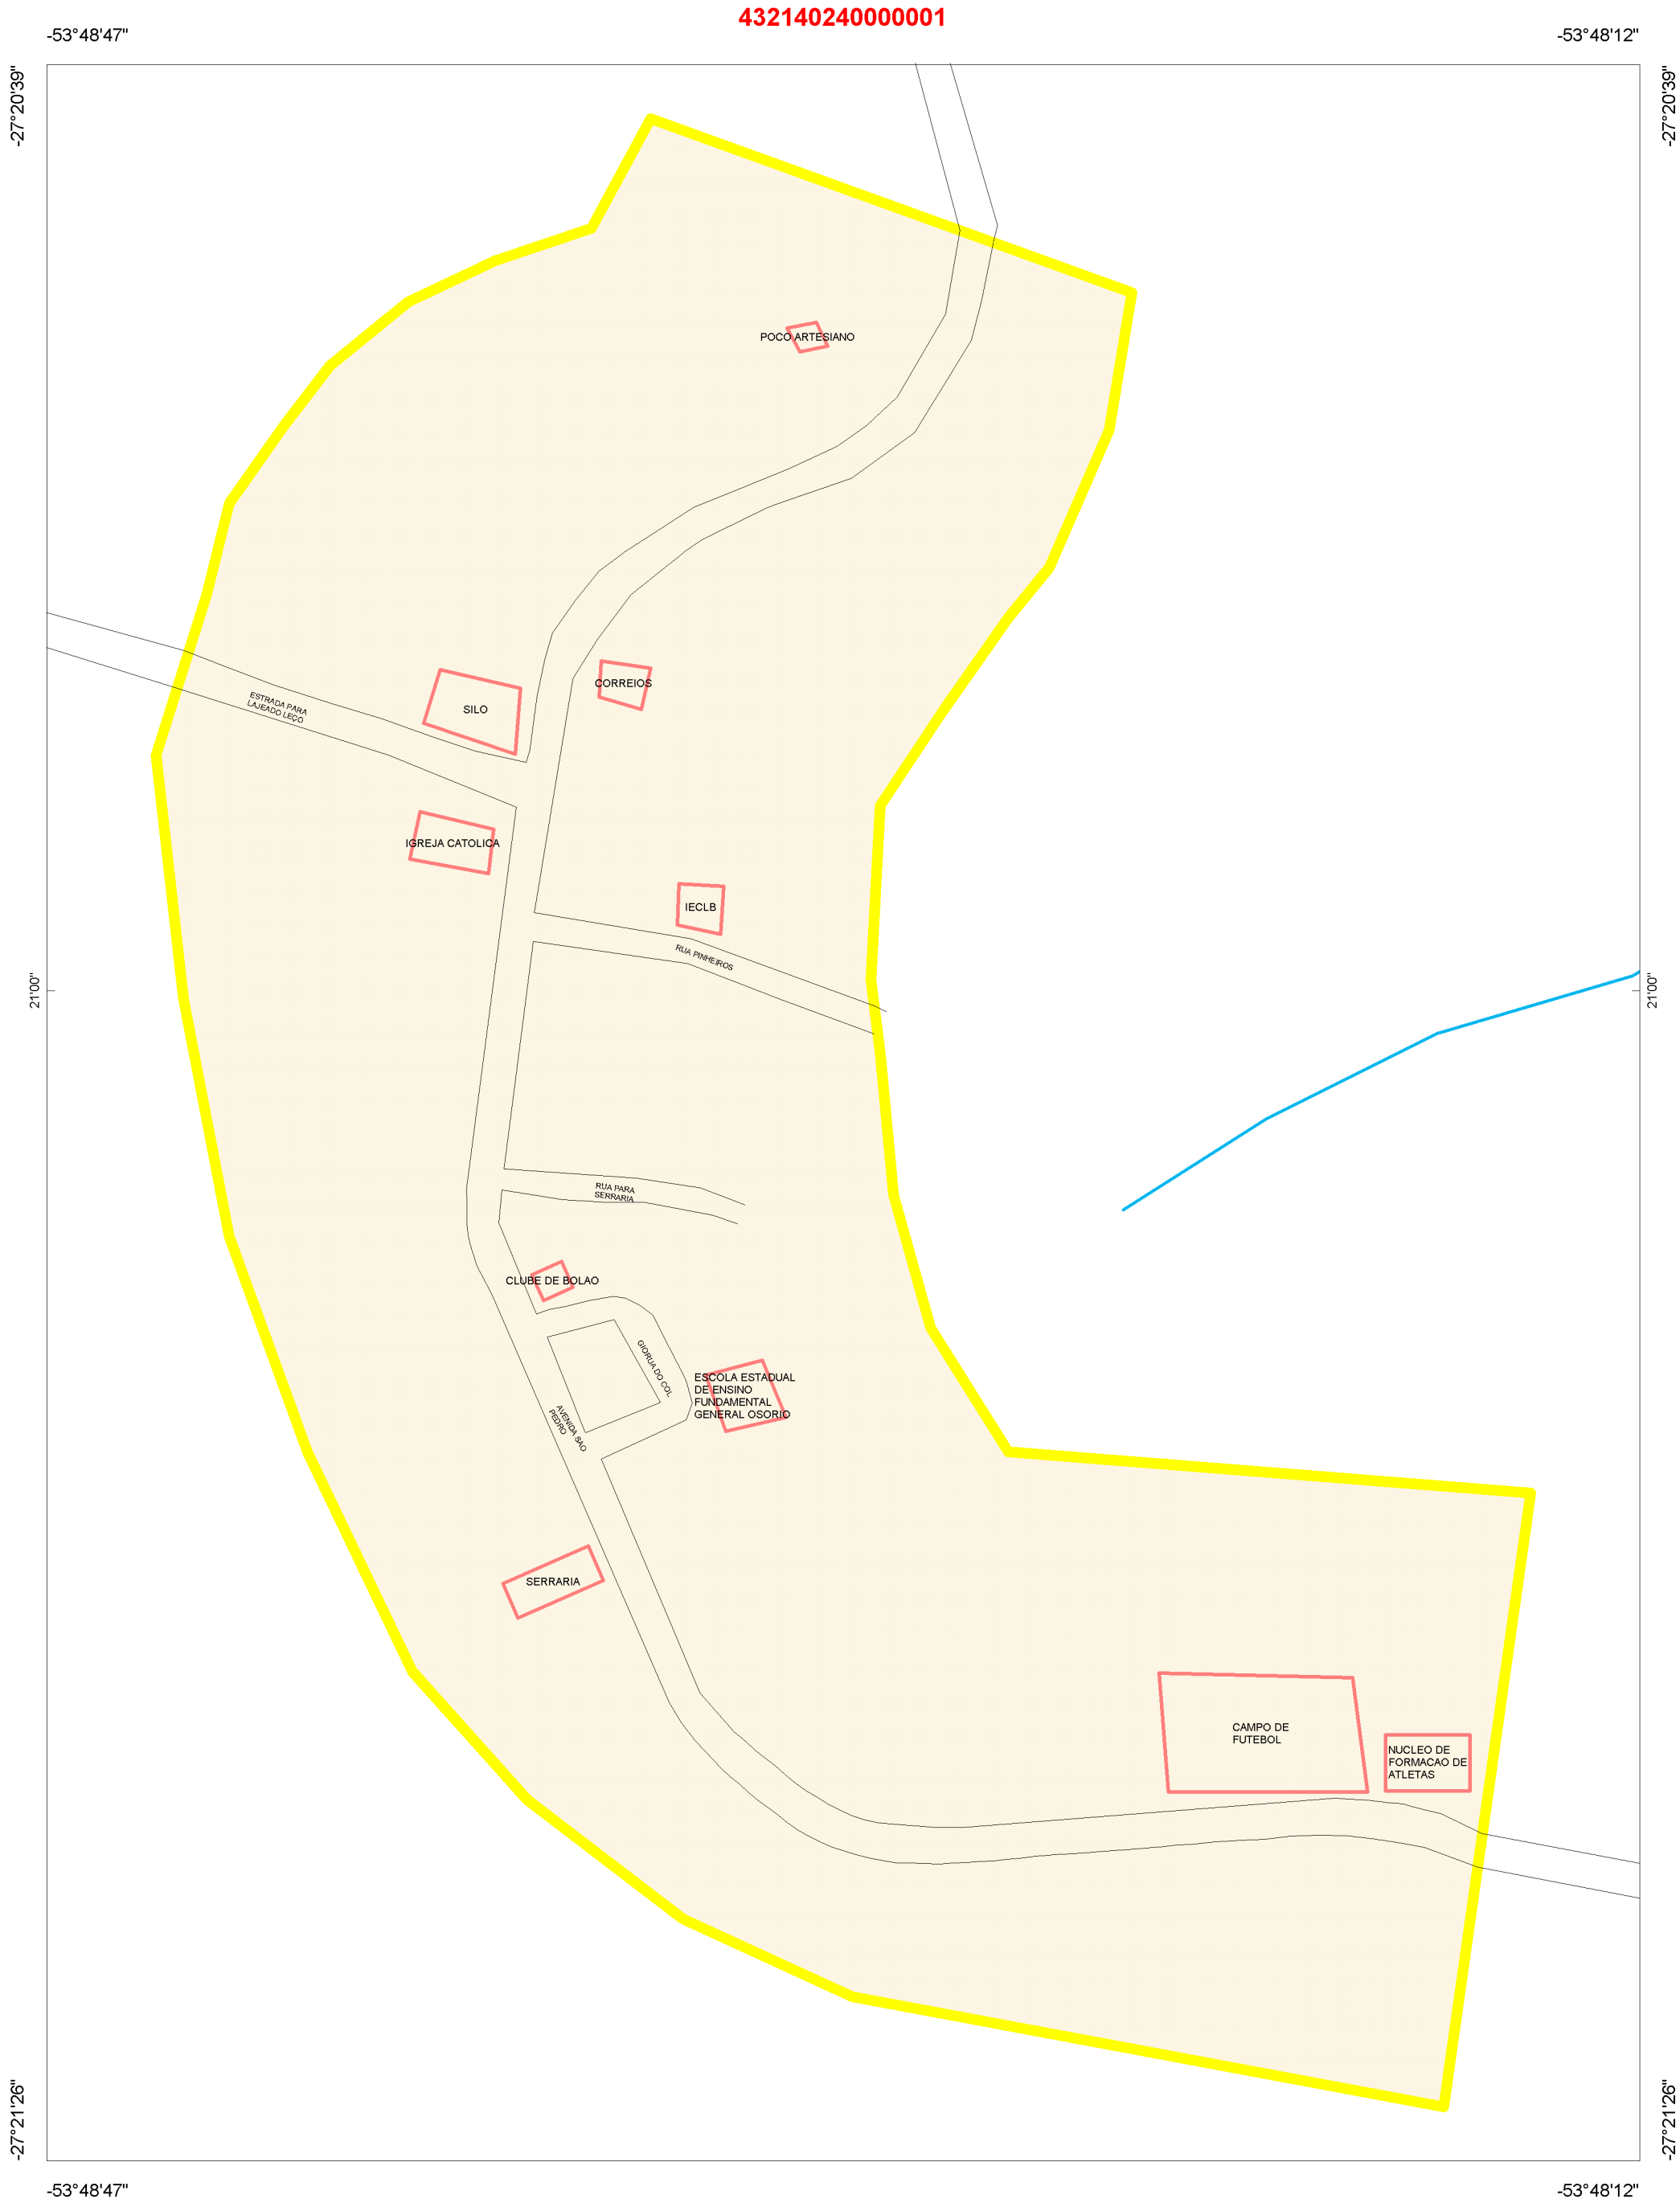 432140240000001
-53°48'47"
-53°48'12"
-27°20'39"
-27°20'39"
POCO ARTESIANO
CORREIOS
SILO
ESTRADA PARA
LAJEADO LEÇO
IGREJA CATOLICA
IECLB
RUA PINHEIROS
21'00"
21'00"
RUA PARA
SERRARIA
CLUBE DE BOLAO
GIORUA DO COL
ESCOLA ESTADUAL
DE ENSINO
FUNDAMENTAL
GENERAL OSORIO
AVENIDA SAO
PEDRO
SERRARIA
CAMPO DE
FUTEBOL
NUCLEO DE
FORMACAO DE
ATLETAS
-27°21'26"
-27°21'26"
-53°48'47"
-53°48'12"